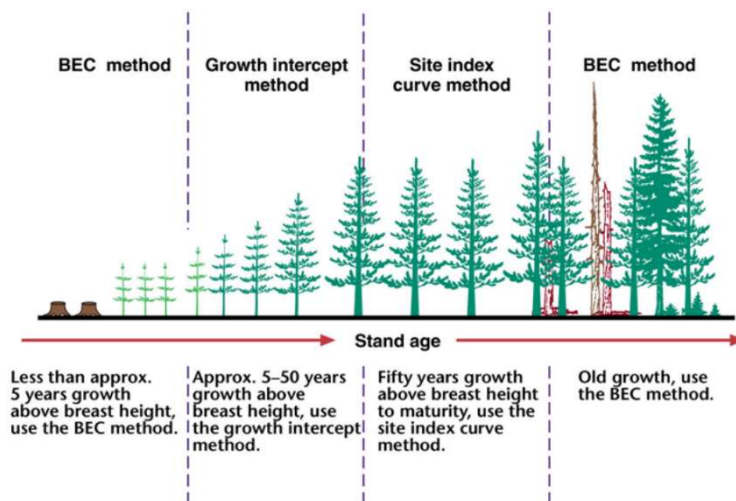 BEC method
Growth intercept
method
Site index
curve method
BEC method
Stand age
Less than approx.
5 years growth
above breast height,
use the BEC method.
Approx. 5–50 years
growth above
breast height, use
the growth intercept
method.
Fifty years growth
above breast height
to maturity, use the
site index curve
method.
Old growth, use
the BEC method.